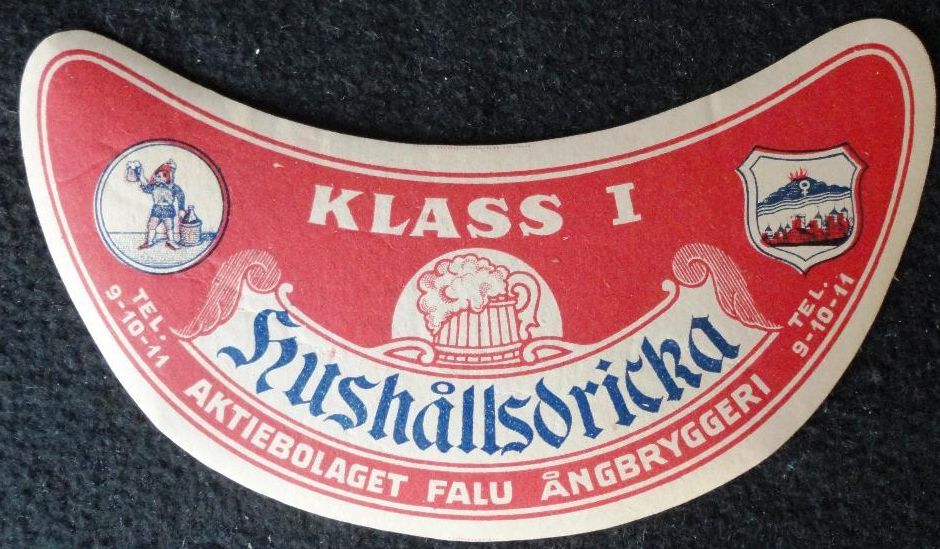 KLASS I
Hushållsdricka
TEL.
9-10-11
AKTIEBOLAGET FALU ÅNGBRYGGERI
TEL.
9-10-11